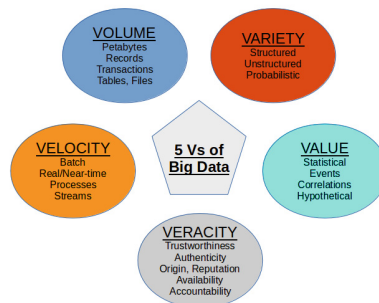 VOLUME
Petabytes
Records
Transactions
Tables, Files
VARIETY
Structured
Unstructured
Probabilistic
VELOCITY
Batch
Real/Near-time
Processes
Streams
5 Vs of
Big Data
VALUE
Statistical
Events
Correlations
Hypothetical
VERACITY
Trustworthiness
Authenticity
Origin, Reputation
Availability
Accountability